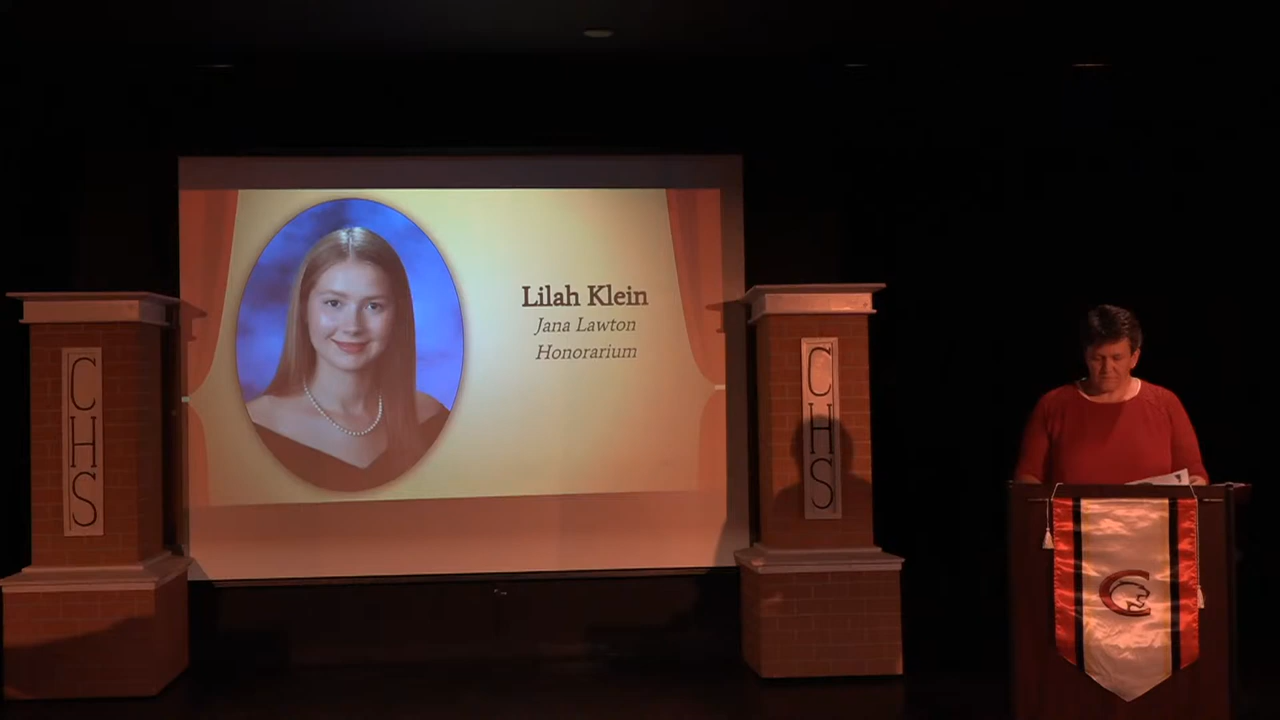 Lilah Klein
Jana Lawton
Honorarium
CHS
CHS
C